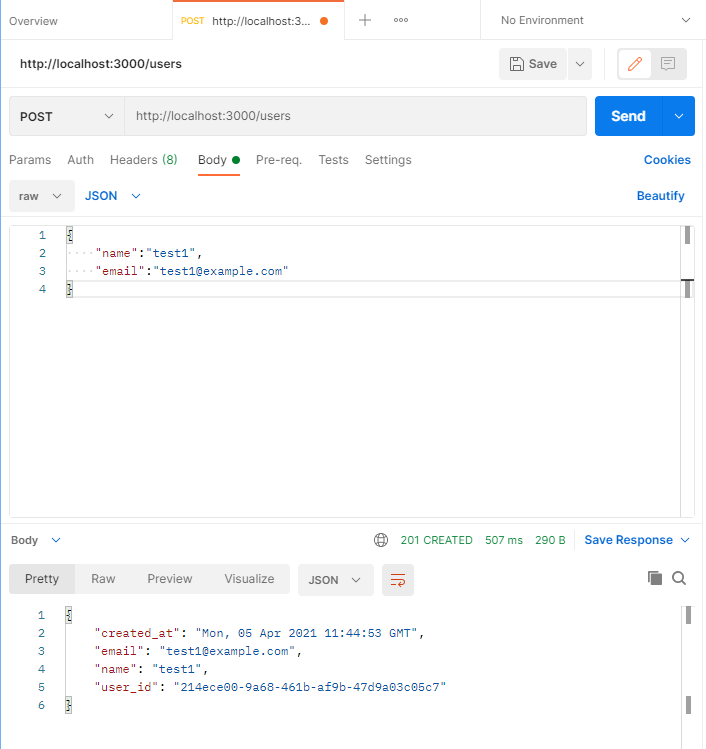 Overview
POST http://localhost:3...
No Environment
http://localhost:3000/users
Save
POST
http://localhost:3000/users
Send
Params Auth Headers (8) Body Pre-req. Tests Settings Cookies
raw JSON Beautify
1 {
2 "name":"test1",
3 "email":"test1@example.com"
4 }
Body 201 CREATED 507 ms 290 B Save Response
Pretty Raw Preview Visualize JSON
1 {
2 "created_at": "Mon, 05 Apr 2021 11:44:53 GMT",
3 "email": "test1@example.com",
4 "name": "test1",
5 "user_id": "214ece00-9a68-461b-af9b-47d9a03c05c7"
6 }